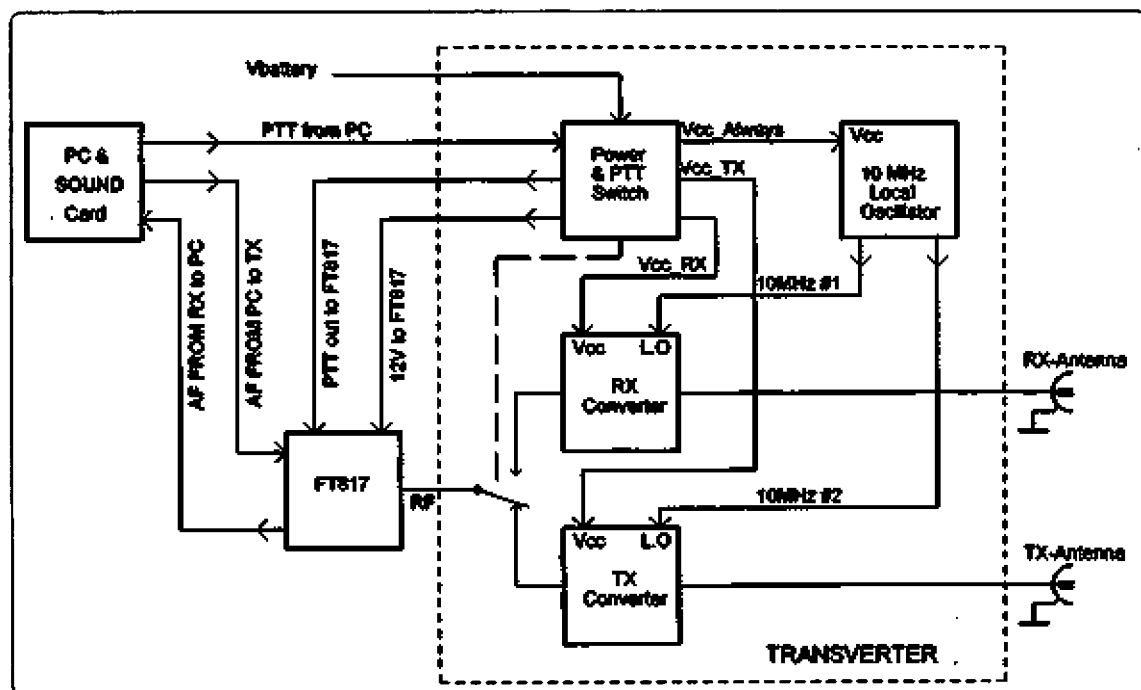 Vbattery
PTT from PC
PC &
SOUND
Card
Power
& PTT
Switch
Vcc_Always
Vcc_TX
Vcc
10 MHz
Local
Oscillator
Vcc_RX
10MHz #1
AF FROM RX to PC
AF FROM PC to TX
PTT out to FT817
12V to FT817
Vcc L.O
RX
Converter
RX-Antenna
FT817
RF
10MHz #2
Vcc L.O
TX
Converter
TX-Antenna
TRANSVERTER